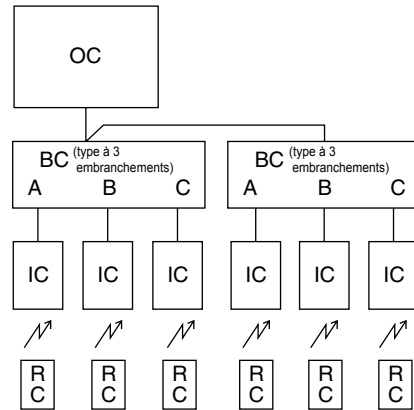 OC
BC (type à 3 embranchements)
A B C
BC (type à 3 embranchements)
A B C
IC IC IC IC IC IC
R R R R R R
C C C C C C